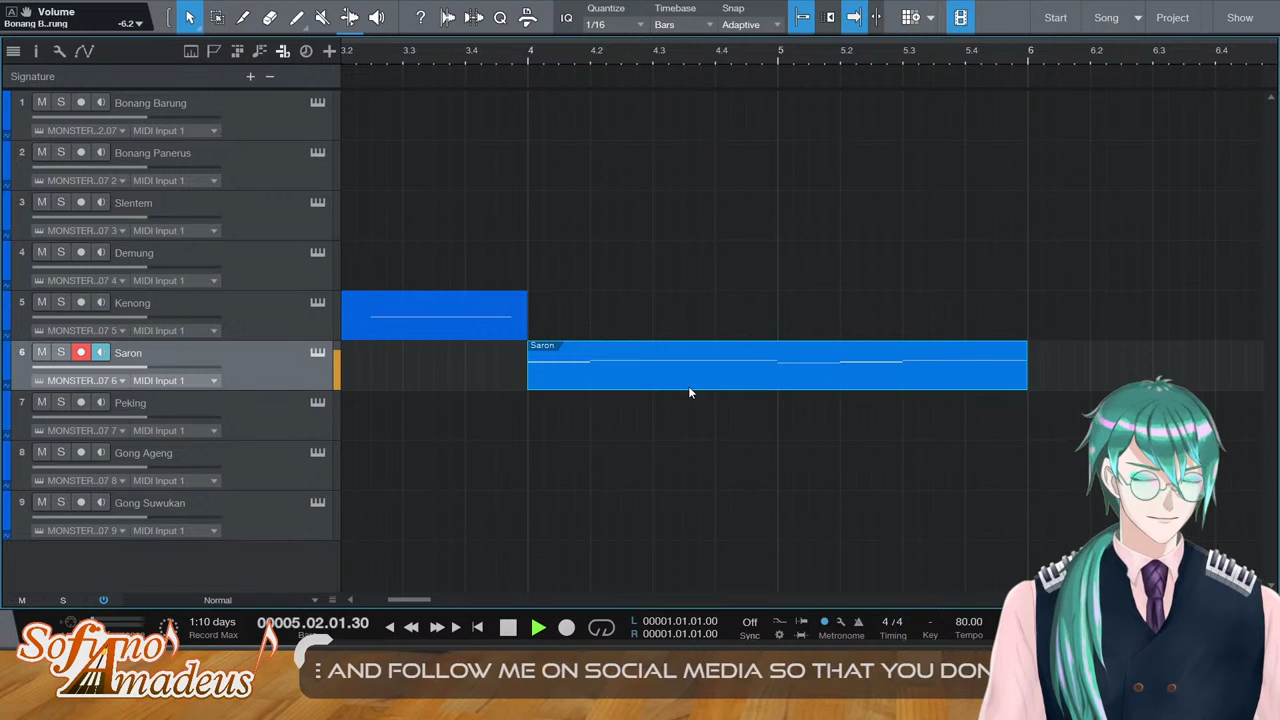 Volume
Bonang B..rung -6.2
IQ
Quantize
1/16
Timebase
Bars
Snap
Adaptive
Start Song Project Show
3.2 3.3 3.4 4 4.2 4.3 4.4 5 5.2 5.3 5.4 6 6.2 6.3 6.4
Signature + −
1 M S Bonang Barung
MONSTER..2.07 MIDI Input 1
2 M S Bonang Panerus
MONSTER..07 2 MIDI Input 1
3 M S Slentem
MONSTER..07 3 MIDI Input 1
4 M S Demung
MONSTER..07 4 MIDI Input 1
5 M S Kenong
MONSTER..07 5 MIDI Input 1
6 M S Saron
MONSTER..07 6 MIDI Input 1
Saron
7 M S Peking
MONSTER..07 7 MIDI Input 1
8 M S Gong Ageng
MONSTER..07 8 MIDI Input 1
9 M S Gong Suwukan
MONSTER..07 9 MIDI Input 1
M S Normal
1:10 days
Record Max
00005.02.01.30
L 00001.01.01.00
R 00001.01.01.00
Off
Sync
Metronome
4 / 4
Timing
-
Key
80.00
Tempo
Sofiano
Amadeus
E AND FOLLOW ME ON SOCIAL MEDIA SO THAT YOU DON